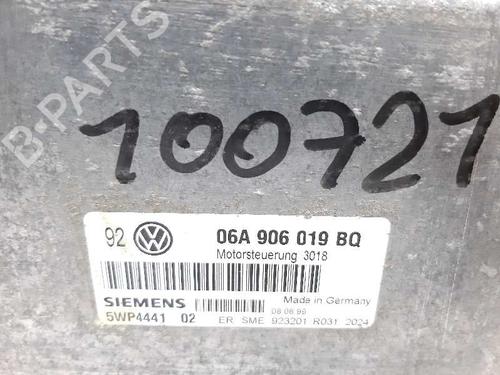 B-PARTS
100721
92 06A 906 019 BQ
Motorsteuerung 3018
SIEMENS Made in Germany
08.06.99
5WP4441 02 ER SME 923201 R031 2024